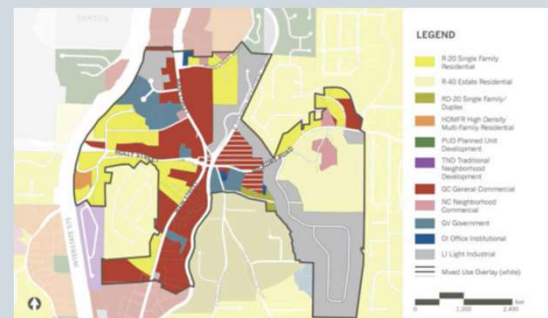 LEGEND
R-20 Single Family
Residential
R-40 Estate Residential
RD-20 Single Family/
Duplex
HDMFR High Density
Multi-Family Residential
PUD Planned Unit
Development
TND Traditional
Neighborhood
Development
GC General Commercial
NC Neighborhood
Commercial
GV Government
OI Office Institutional
LI Light Industrial
Mixed Use Overlay (white)
0 1,200 2,400 feet